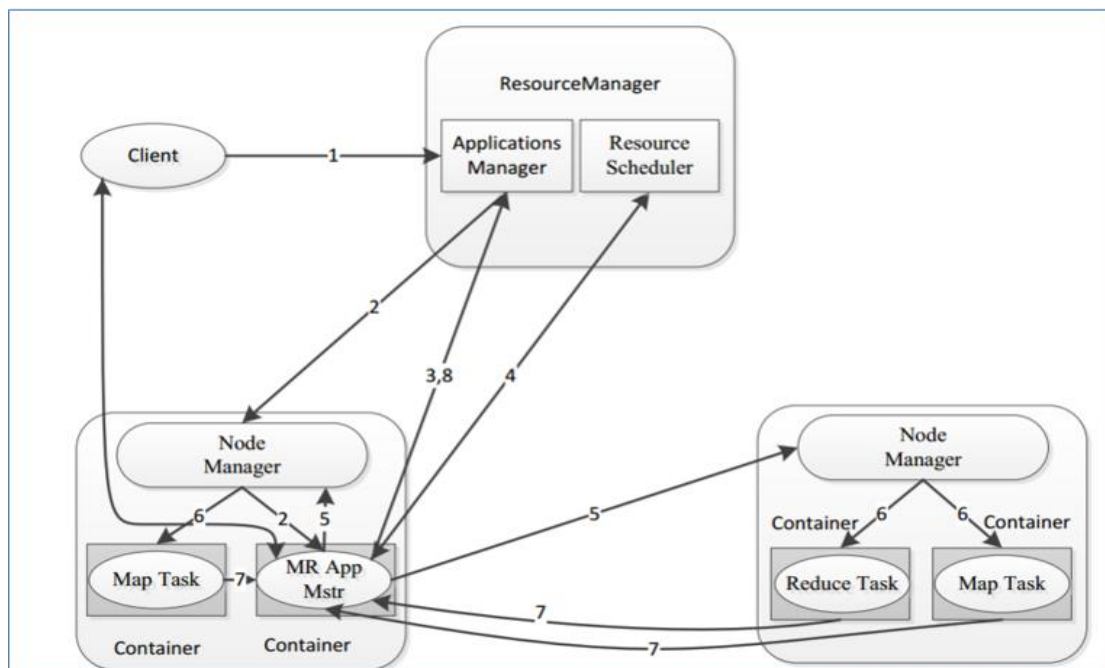 ResourceManager
Applications
Manager
Resource
Scheduler
Client
1
2
3,8
4
Node
Manager
6
2
5
Map Task
7
MR App
Mstr
Container
Container
5
Node
Manager
6
6
Container
Container
Reduce Task
Map Task
7
7